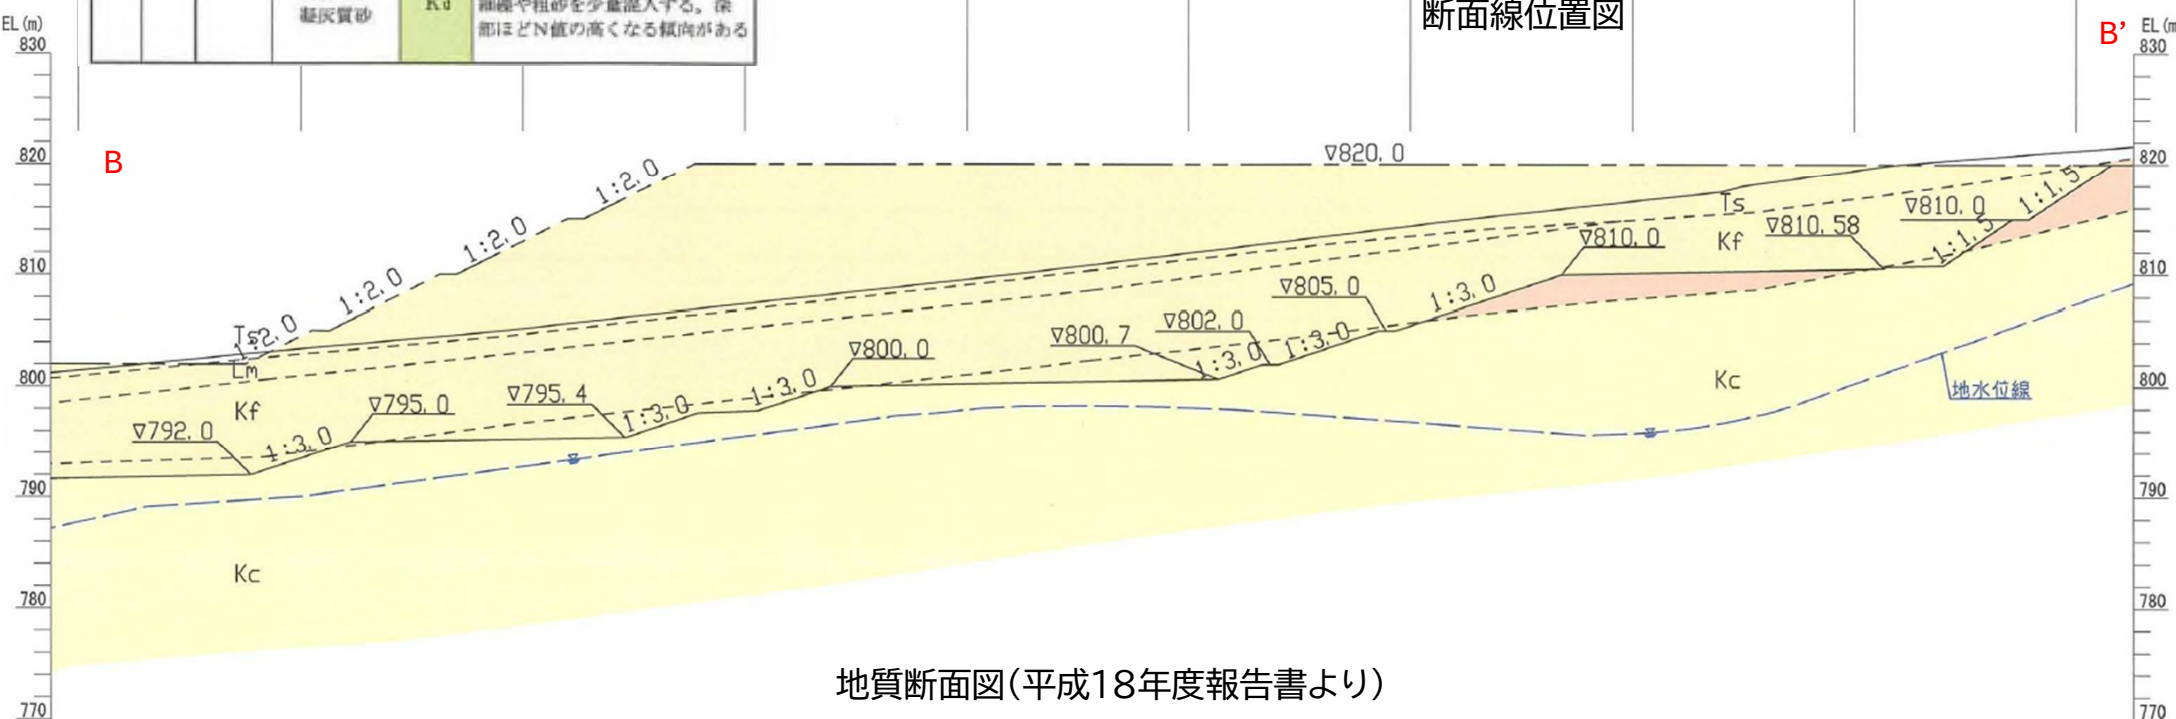 凝灰質砂
Kd
細礫や粗砂を少量混入する。深
部ほどN値の高くなる傾向がある
断面線位置図
EL(m)
830
820
810
800
790
780
770
B
B’
EL(m
830
820
810
800
790
780
770
▽820.0
1:2.0
1:2.0
1:2.0
1:2.0
Ts
Lm
Kf
▽792.0
1:3.0
▽795.0
▽795.4
1:3.0
1:3.0
▽800.0
▽800.7
▽802.0
1:3.0
1:3.0
▽805.0
1:3.0
▽810.0
Ts
Kf
▽810.58
▽810.0
1:1.5
1:1.5
Kc
地水位線
Kc
地質断面図(平成18年度報告書より)